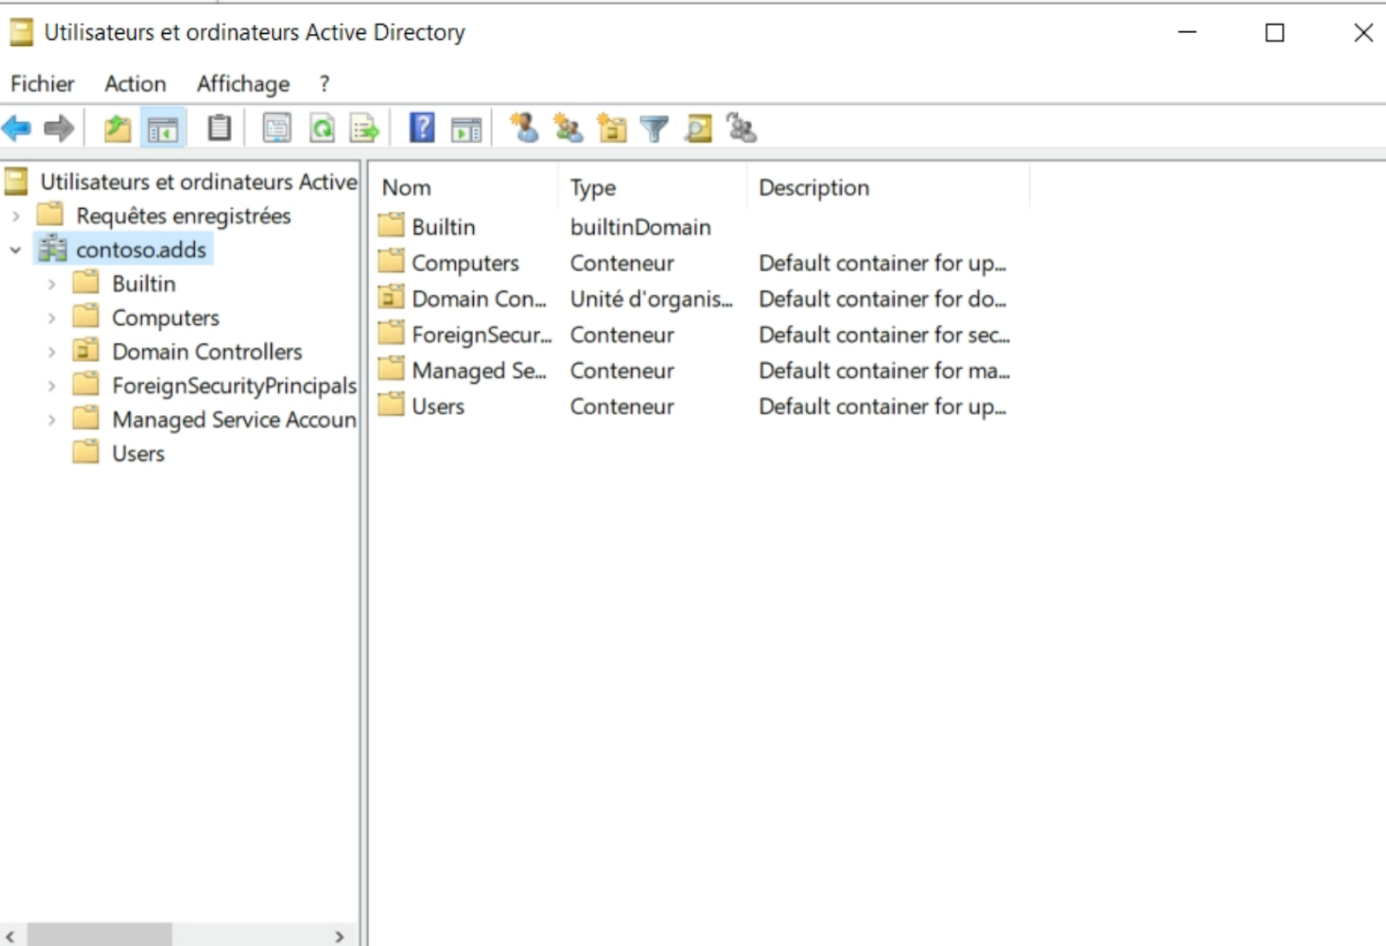 Utilisateurs et ordinateurs Active Directory
Fichier Action Affichage ?
Utilisateurs et ordinateurs Active
Requêtes enregistrées
contoso.adds
Builtin
Computers
Domain Controllers
ForeignSecurityPrincipals
Managed Service Accoun
Users
Nom Type Description
Builtin builtinDomain
Computers Conteneur Default container for up...
Domain Con... Unité d'organis... Default container for do...
ForeignSecur... Conteneur Default container for sec...
Managed Se... Conteneur Default container for ma...
Users Conteneur Default container for up...